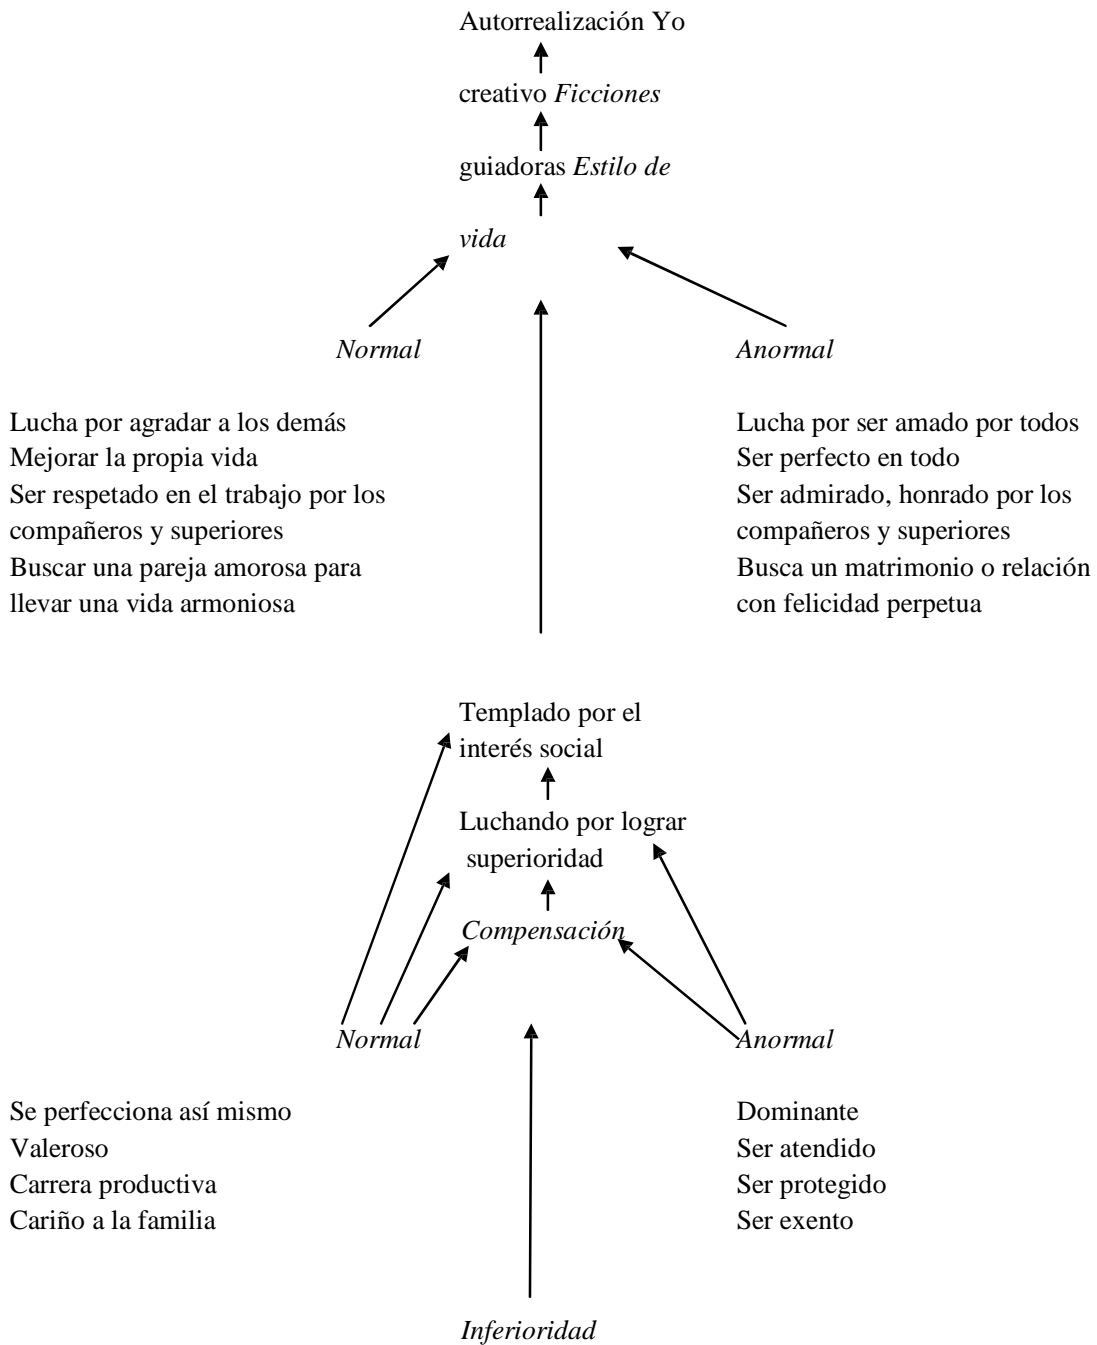 Autorrealización Yo
creativo Ficciones
guiadoras Estilo de
vida
Normal
Anormal
Lucha por agradar a los demás
Mejorar la propia vida
Ser respetado en el trabajo por los
compañeros y superiores
Buscar una pareja amorosa para
llevar una vida armoniosa
Lucha por ser amado por todos
Ser perfecto en todo
Ser admirado, honrado por los
compañeros y superiores
Busca un matrimonio o relación
con felicidad perpetua
Templado por el
interés social
Luchando por lograr
superioridad
Compensación
Normal
Anormal
Se perfecciona así mismo
Valeroso
Carrera productiva
Cariño a la familia
Dominante
Ser atendido
Ser protegido
Ser exento
Inferioridad